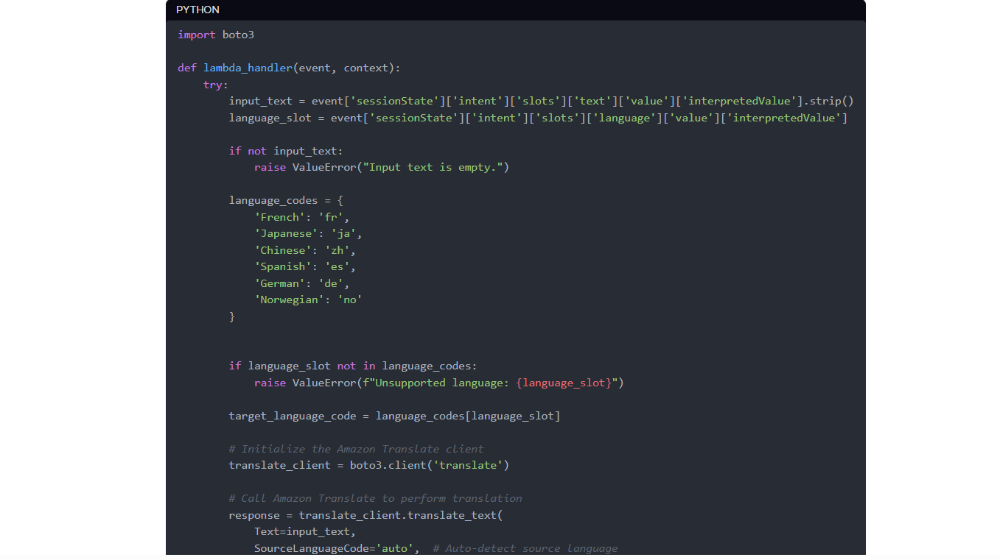 PYTHON
import boto3
def lambda_handler(event, context):
    try:
        input_text = event['sessionState']['intent']['slots']['text']['value']['interpretedValue'].strip()
        language_slot = event['sessionState']['intent']['slots']['language']['value']['interpretedValue']
        if not input_text:
            raise ValueError("Input text is empty.")
        language_codes = {
            'French': 'fr',
            'Japanese': 'ja',
            'Chinese': 'zh',
            'Spanish': 'es',
            'German': 'de',
            'Norwegian': 'no'
        }
        if language_slot not in language_codes:
            raise ValueError(f"Unsupported language: {language_slot}")
        target_language_code = language_codes[language_slot]
        # Initialize the Amazon Translate client
        translate_client = boto3.client('translate')
        # Call Amazon Translate to perform translation
        response = translate_client.translate_text(
            Text=input_text,
            SourceLanguageCode='auto',  # Auto-detect source language